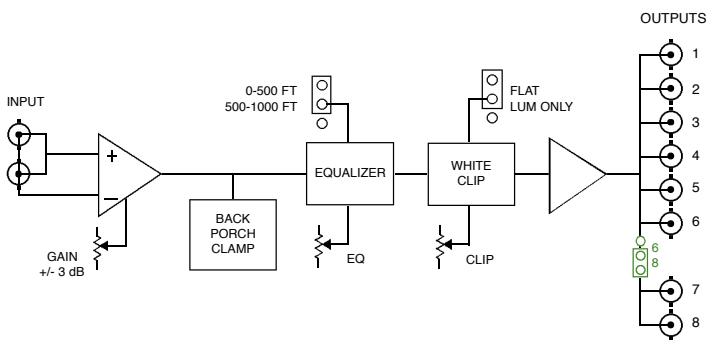 OUTPUTS
1
2
3
4
5
6
6
8
7
8
INPUT
+
−
GAIN
+/- 3 dB
BACK
PORCH
CLAMP
0-500 FT
500-1000 FT
EQUALIZER
EQ
FLAT
LUM ONLY
WHITE
CLIP
CLIP